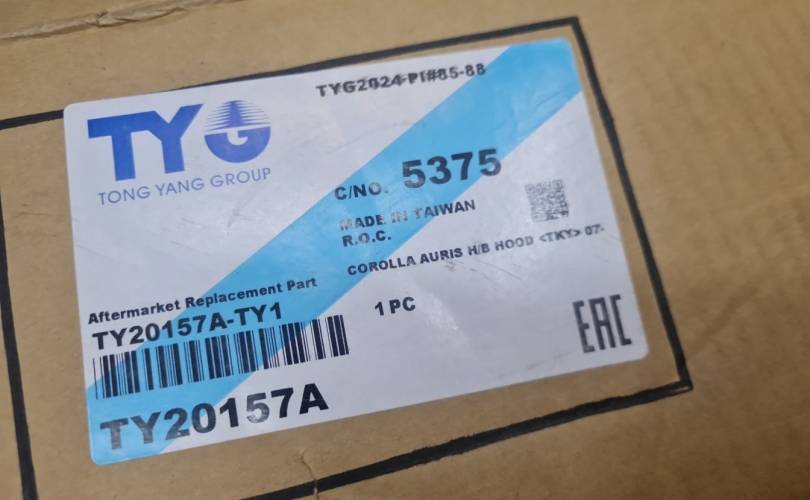 TYG2024-PI#85-88
TYG
TONG YANG GROUP
C/NO. 5375
MADE IN TAIWAN
R.O.C.
COROLLA AURIS H/B HOOD <TKY> 07-
Aftermarket Replacement Part
TY20157A-TY1
1 PC
TY20157A
EAC